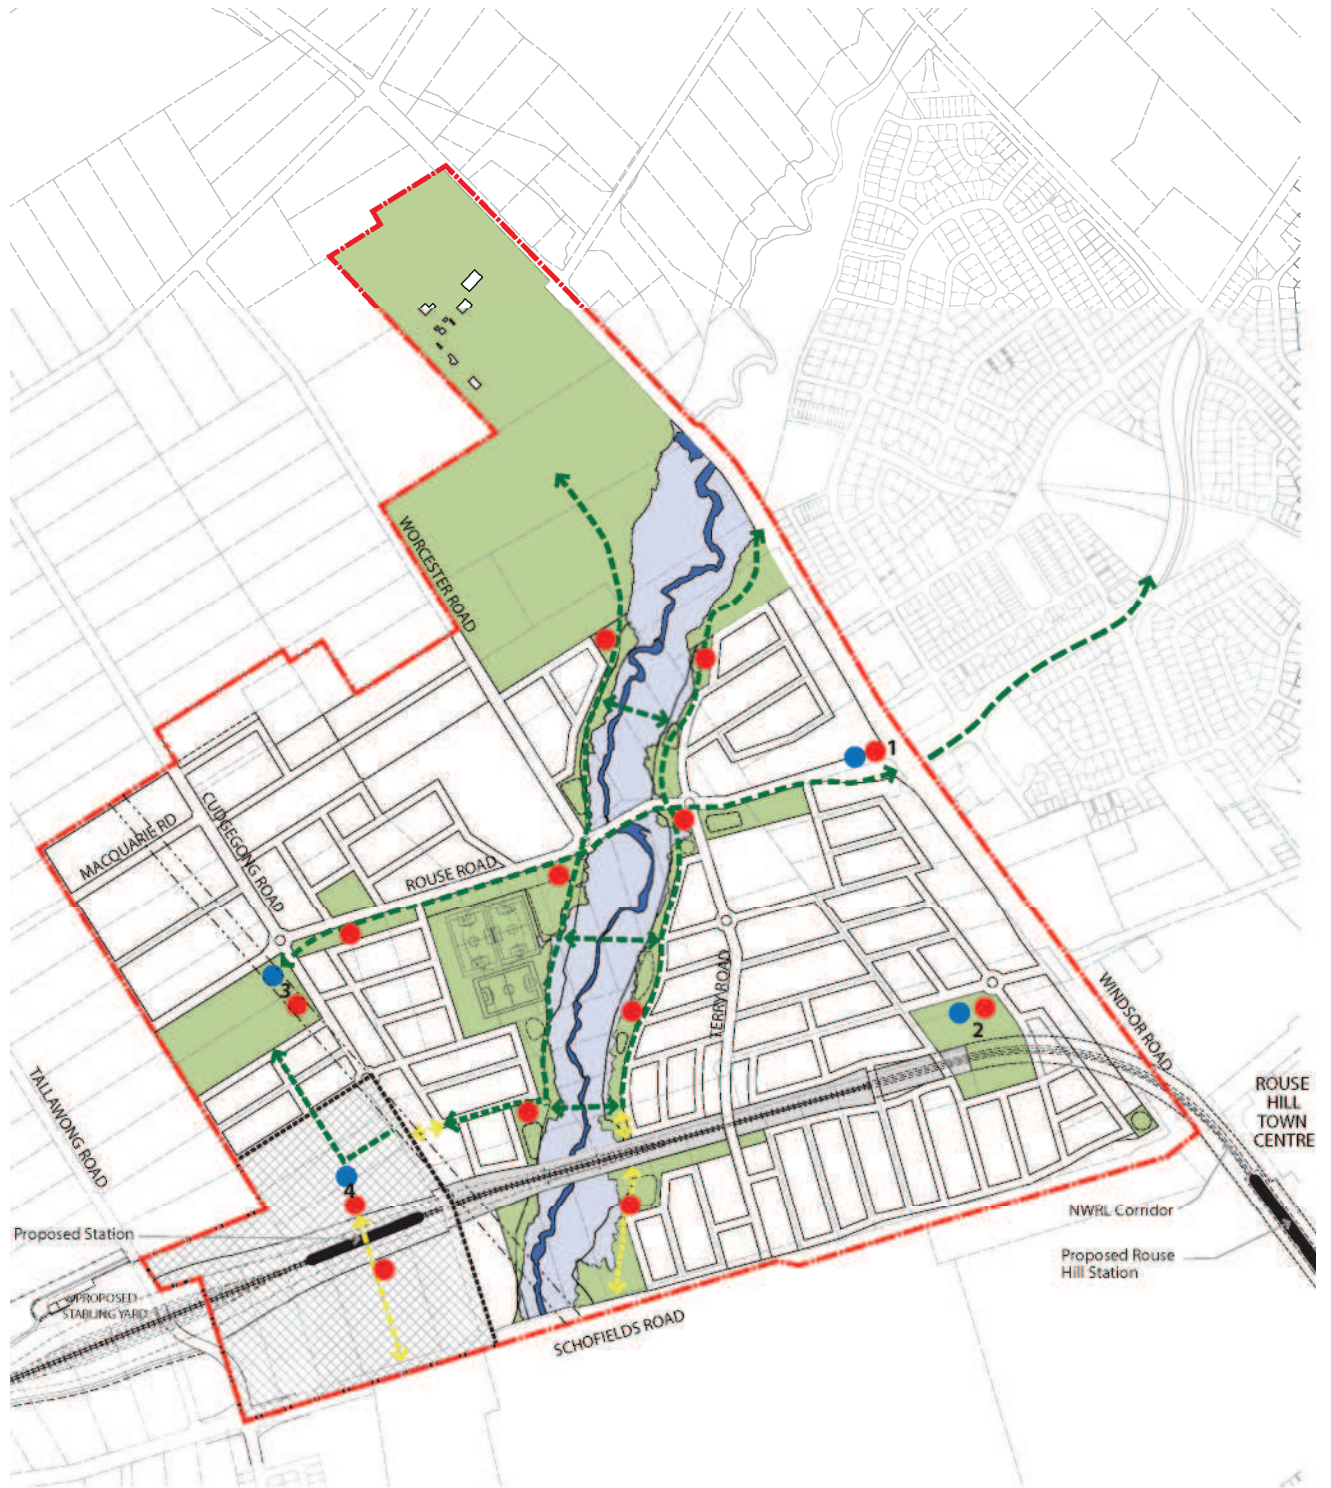 WORCESTER ROAD
1
CUDGEGONG ROAD
MACQUARIE RD
ROUSE ROAD
3
TERRY ROAD
WINDSOR ROAD
2
TALLAWONG ROAD
ROUSE
HILL
TOWN
CENTRE
4
NWRL Corridor
Proposed Station
Proposed Rouse
Hill Station
PROPOSED
STABLING YARD
SCHOFIELDS ROAD